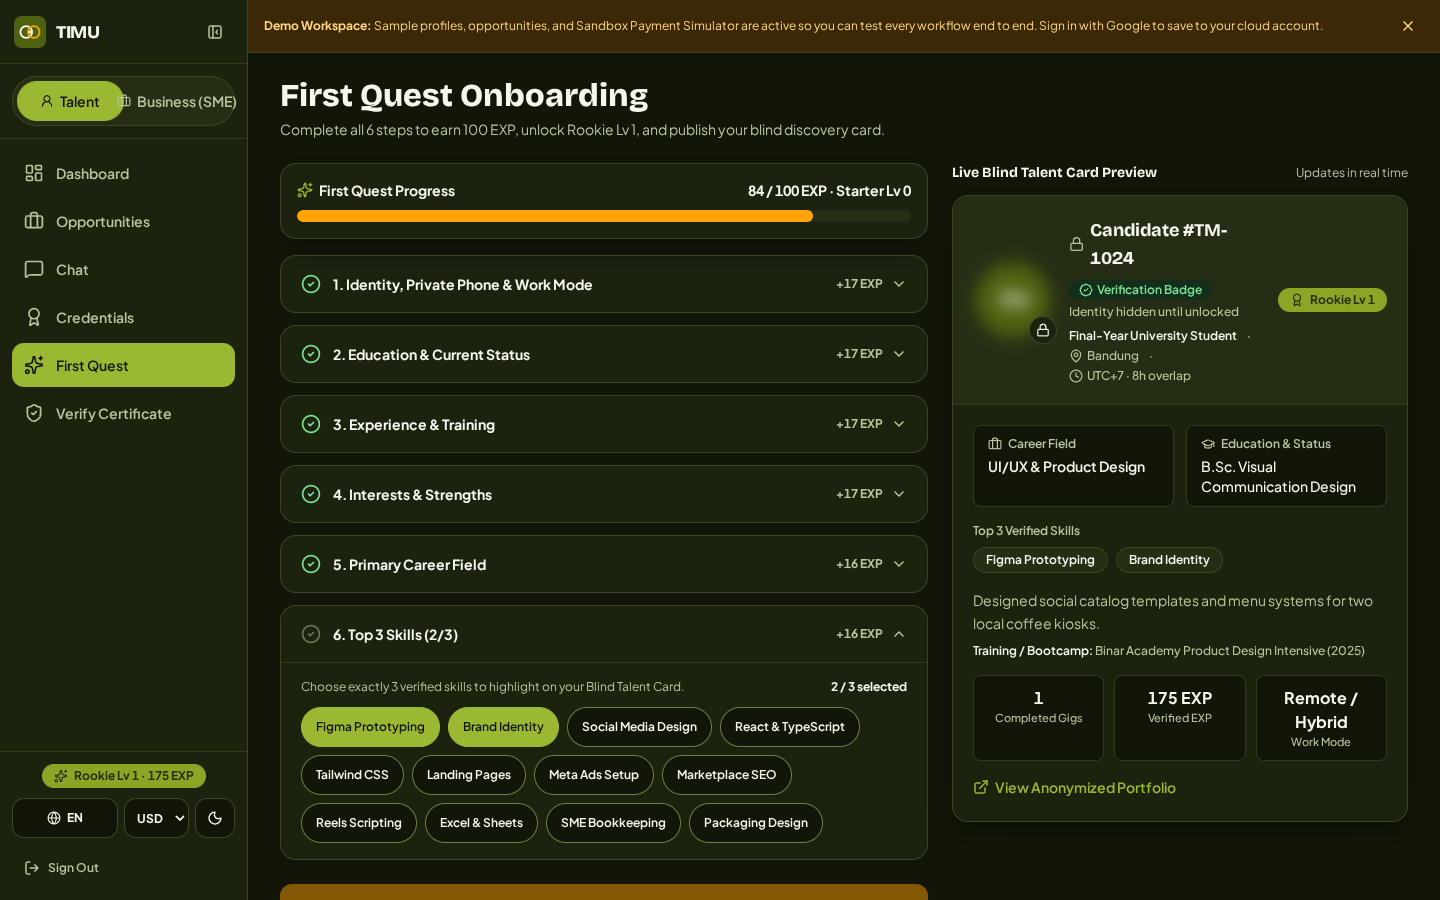 TIMU
Talent
Business (SME)
Dashboard
Opportunities
Chat
Credentials
First Quest
Verify Certificate
Rookie Lv 1 · 175 EXP
EN
USD
Sign Out
Demo Workspace: Sample profiles, opportunities, and Sandbox Payment Simulator are active so you can test every workflow end to end. Sign in with Google to save to your cloud account.
First Quest Onboarding
Complete all 6 steps to earn 100 EXP, unlock Rookie Lv 1, and publish your blind discovery card.
First Quest Progress
84 / 100 EXP · Starter Lv 0
1. Identity, Private Phone & Work Mode
+17 EXP
2. Education & Current Status
+17 EXP
3. Experience & Training
+17 EXP
4. Interests & Strengths
+17 EXP
5. Primary Career Field
+16 EXP
6. Top 3 Skills (2/3)
+16 EXP
Choose exactly 3 verified skills to highlight on your Blind Talent Card.
2 / 3 selected
Figma Prototyping
Brand Identity
Social Media Design
React & TypeScript
Tailwind CSS
Landing Pages
Meta Ads Setup
Marketplace SEO
Reels Scripting
Excel & Sheets
SME Bookkeeping
Packaging Design
Live Blind Talent Card Preview
Updates in real time
Candidate #TM-
1024
Verification Badge
Identity hidden until unlocked
Final-Year University Student ·
Bandung ·
UTC+7 · 8h overlap
Rookie Lv 1
Career Field
UI/UX & Product Design
Education & Status
B.Sc. Visual
Communication Design
Top 3 Verified Skills
Figma Prototyping
Brand Identity
Designed social catalog templates and menu systems for two
local coffee kiosks.
Training / Bootcamp: Binar Academy Product Design Intensive (2025)
1
Completed Gigs
175 EXP
Verified EXP
Remote /
Hybrid
Work Mode
View Anonymized Portfolio